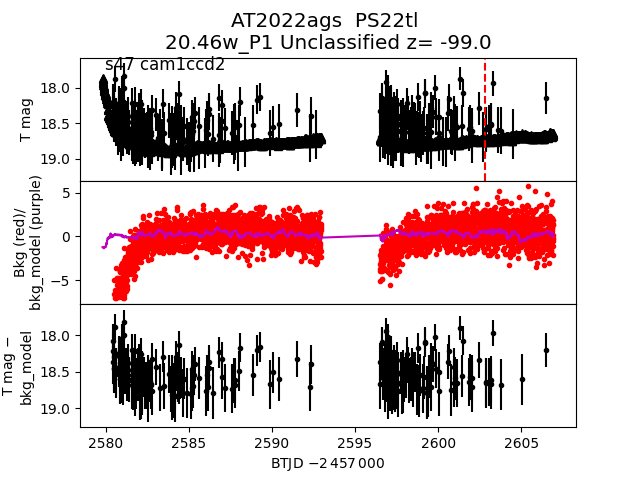 AT2022ags PS22tl
20.46w_P1 Unclassified z= -99.0
s47 cam1ccd2
T mag
18.0
18.5
19.0
Bkg (red)/
bkg_model (purple)
5
0
−5
T mag −
bkg_model
18.0
18.5
19.0
2580 2585 2590 2595 2600 2605
BTJD −2 457 000